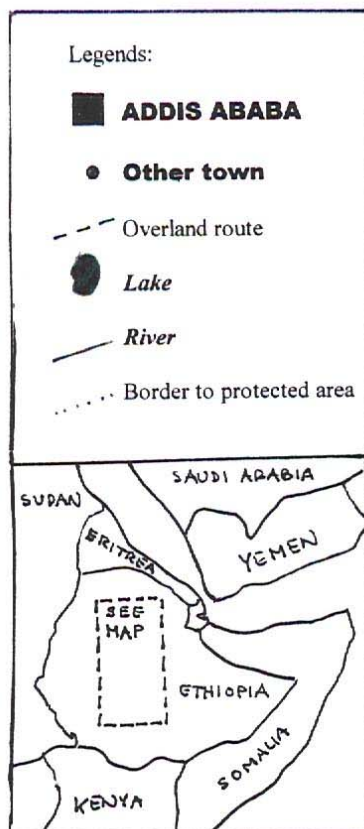 Legends:
ADDIS ABABA
Other town
Overland route
Lake
River
Border to protected area
SAUDI ARABIA
SUDAN
ERITREA
YEMEN
SEE
MAP
ETHIOPIA
SOMALIA
KENYA